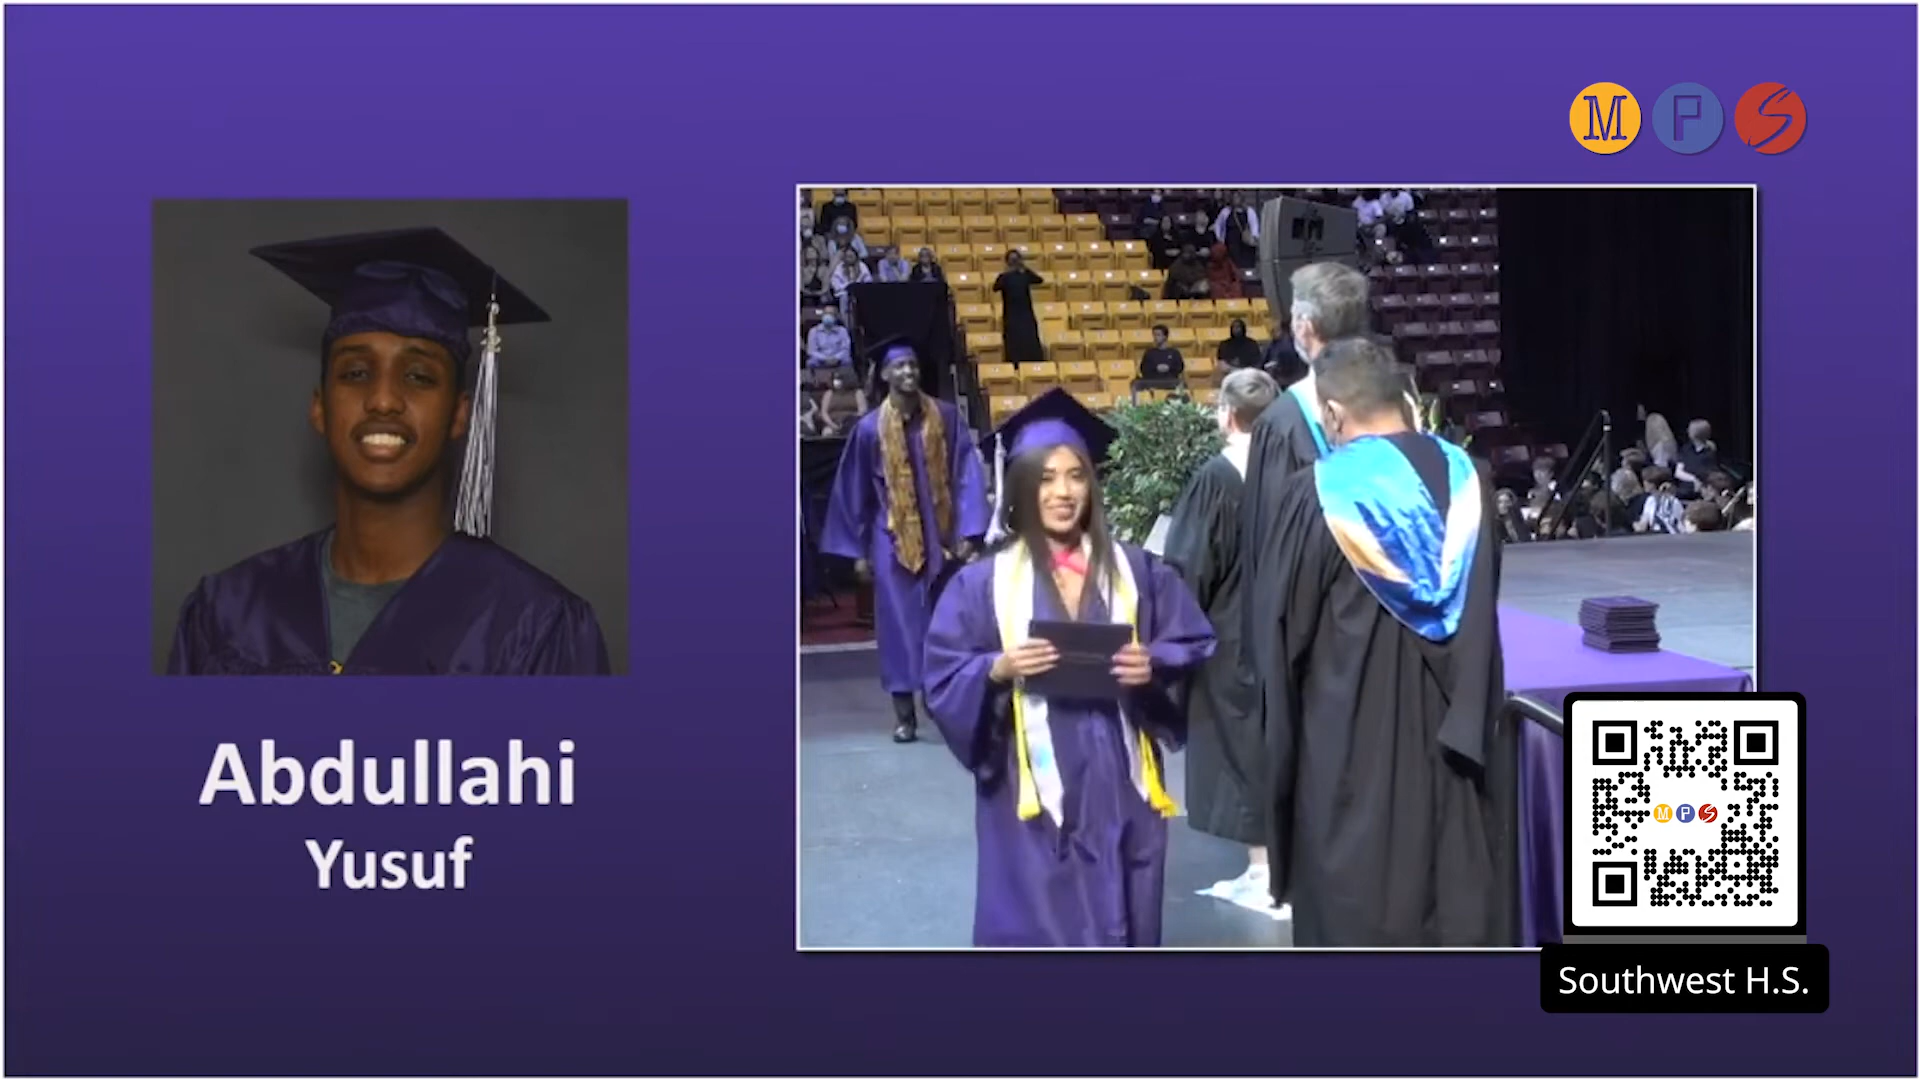 M P S
Abdullahi
Yusuf
M P S
Southwest H.S.